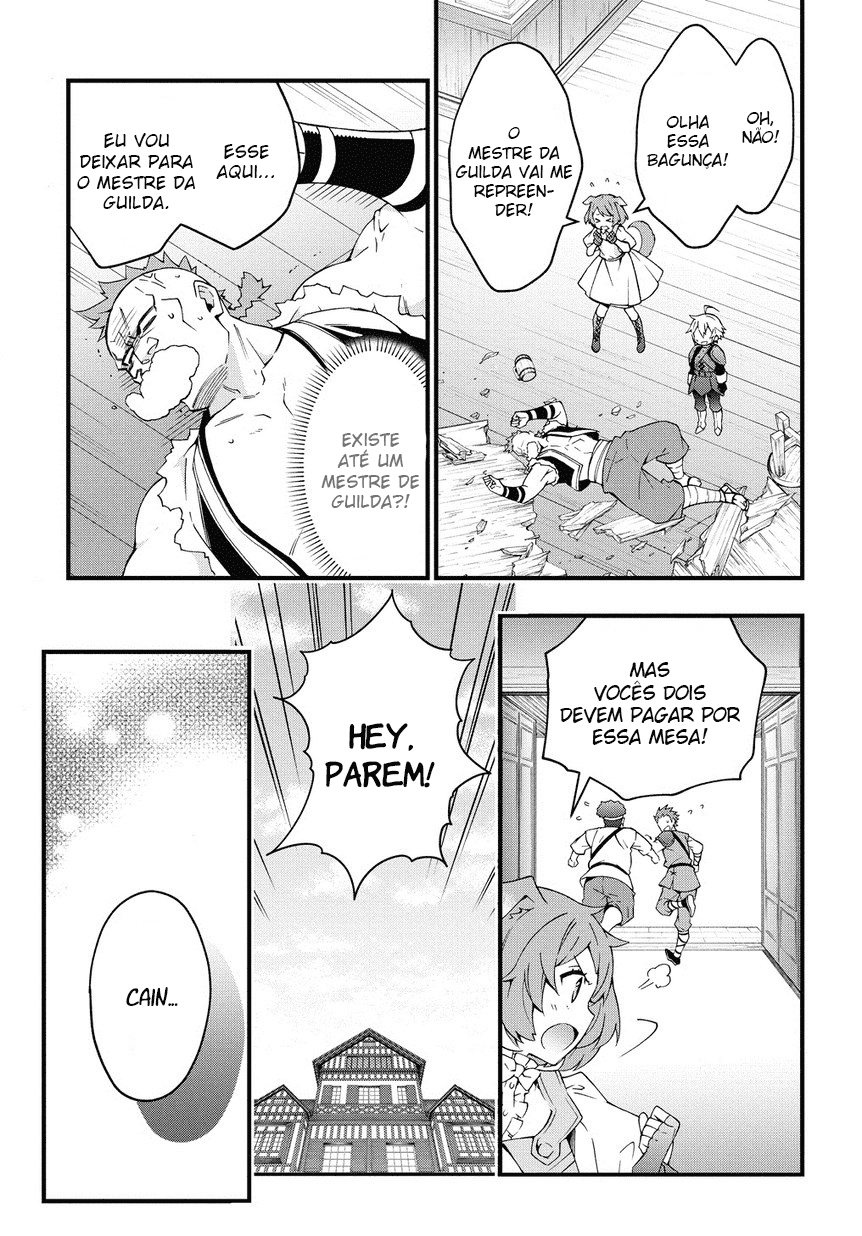 OH,
NÃO!
OLHA
ESSA
BAGUNÇA!
O
MESTRE DA
GUILDA VAI ME
REPREEN-
DER!
ESSE
AQUI...
EU VOU
DEIXAR PARA
O MESTRE DA
GUILDA.
EXISTE
ATÉ UM
MESTRE DE
GUILDA?!
MAS
VOCÊS DOIS
DEVEM PAGAR POR
ESSA MESA!
HEY,
PAREM!
CAIN...